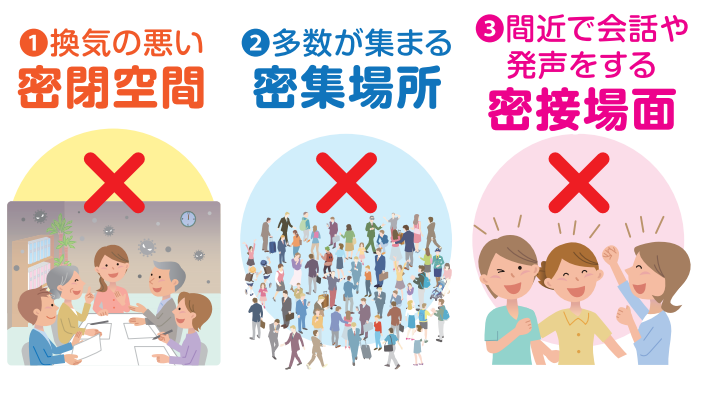 ❶換気の悪い
密閉空間
❷多数が集まる
密集場所
❸間近で会話や
発声をする
密接場面